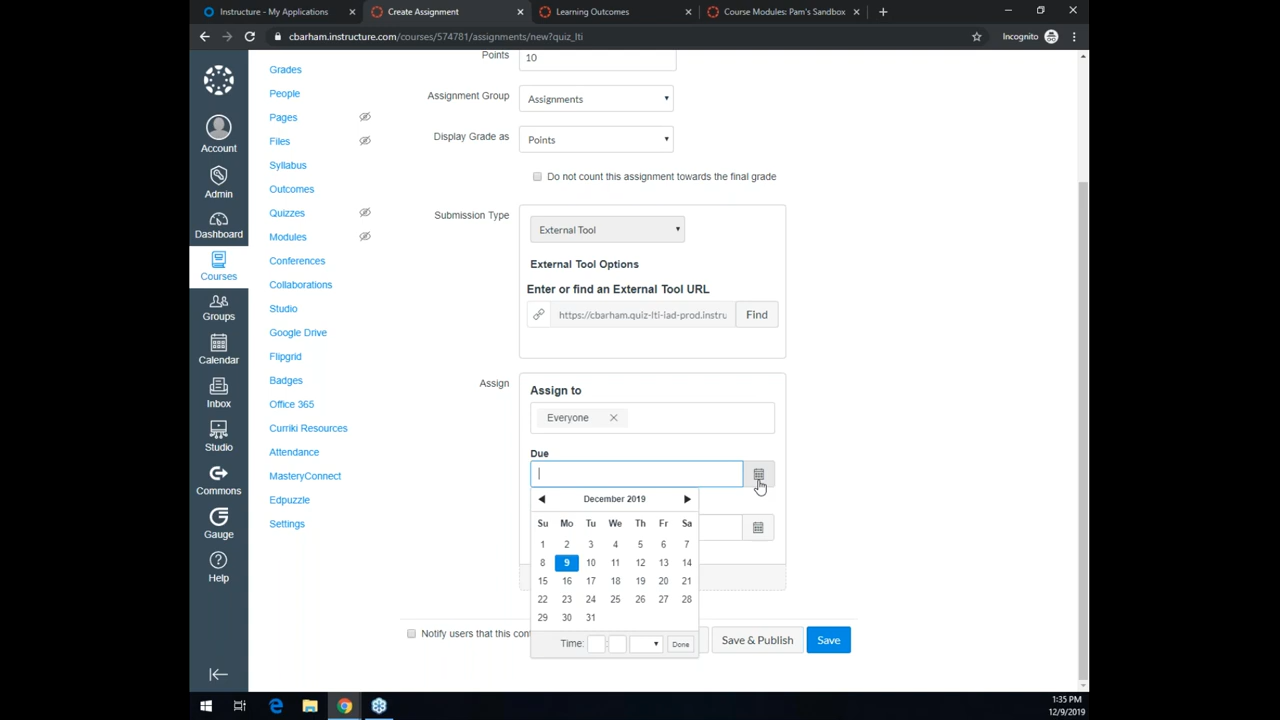 Instructure - My Applications
Create Assignment
Learning Outcomes
Course Modules: Pam's Sandbox
cbarham.instructure.com/courses/574781/assignments/new?quiz_lti
Incognito
Account
Admin
Dashboard
Courses
Groups
Calendar
Inbox
Studio
Commons
Gauge
Help
Grades
People
Pages
Files
Syllabus
Outcomes
Quizzes
Modules
Conferences
Collaborations
Studio
Google Drive
Flipgrid
Badges
Office 365
Curriki Resources
Attendance
MasteryConnect
Edpuzzle
Settings
Points 10
Assignment Group Assignments
Display Grade as Points
Do not count this assignment towards the final grade
Submission Type External Tool
External Tool Options
Enter or find an External Tool URL
https://cbarham.quiz-lti-iad-prod.instru Find
Assign
Assign to
Everyone
Due
December 2019
Su Mo Tu We Th Fr Sa
1 2 3 4 5 6 7
8 9 10 11 12 13 14
15 16 17 18 19 20 21
22 23 24 25 26 27 28
29 30 31
Time: : Done
Notify users that this con
Save & Publish Save
1:35 PM
12/9/2019